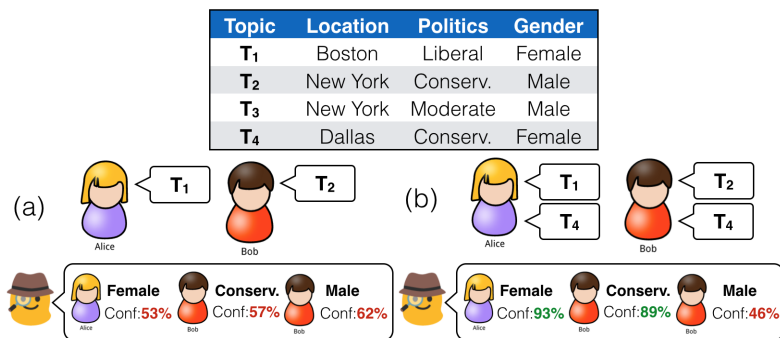 Topic Location Politics Gender
T1 Boston Liberal Female
T2 New York Conserv. Male
T3 New York Moderate Male
T4 Dallas Conserv. Female
(a)
T1
Alice
T2
Bob
Female Conserv. Male
Conf:53% Conf:57% Conf:62%
Alice Bob Bob
(b)
T1
T4
Alice
T2
T4
Bob
Female Conserv. Male
Conf:93% Conf:89% Conf:46%
Alice Bob Bob